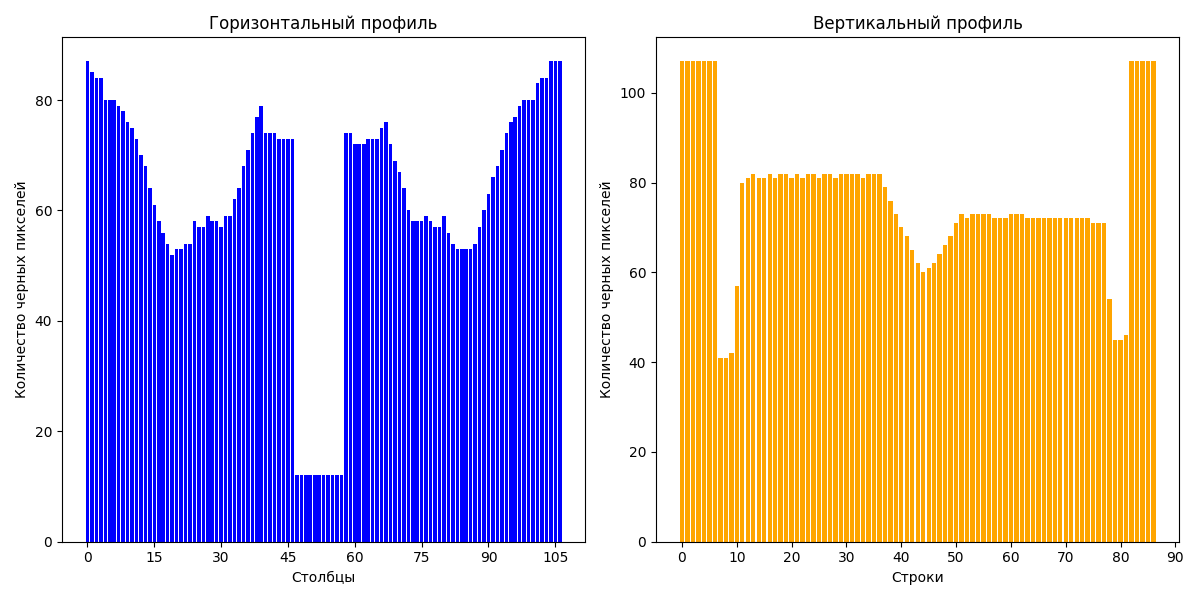 Горизонтальный профиль
Количество черных пикселей
80
60
40
20
0
0 15 30 45 60 75 90 105
Столбцы
Вертикальный профиль
Количество черных пикселей
100
80
60
40
20
0
0 10 20 30 40 50 60 70 80 90
Строки